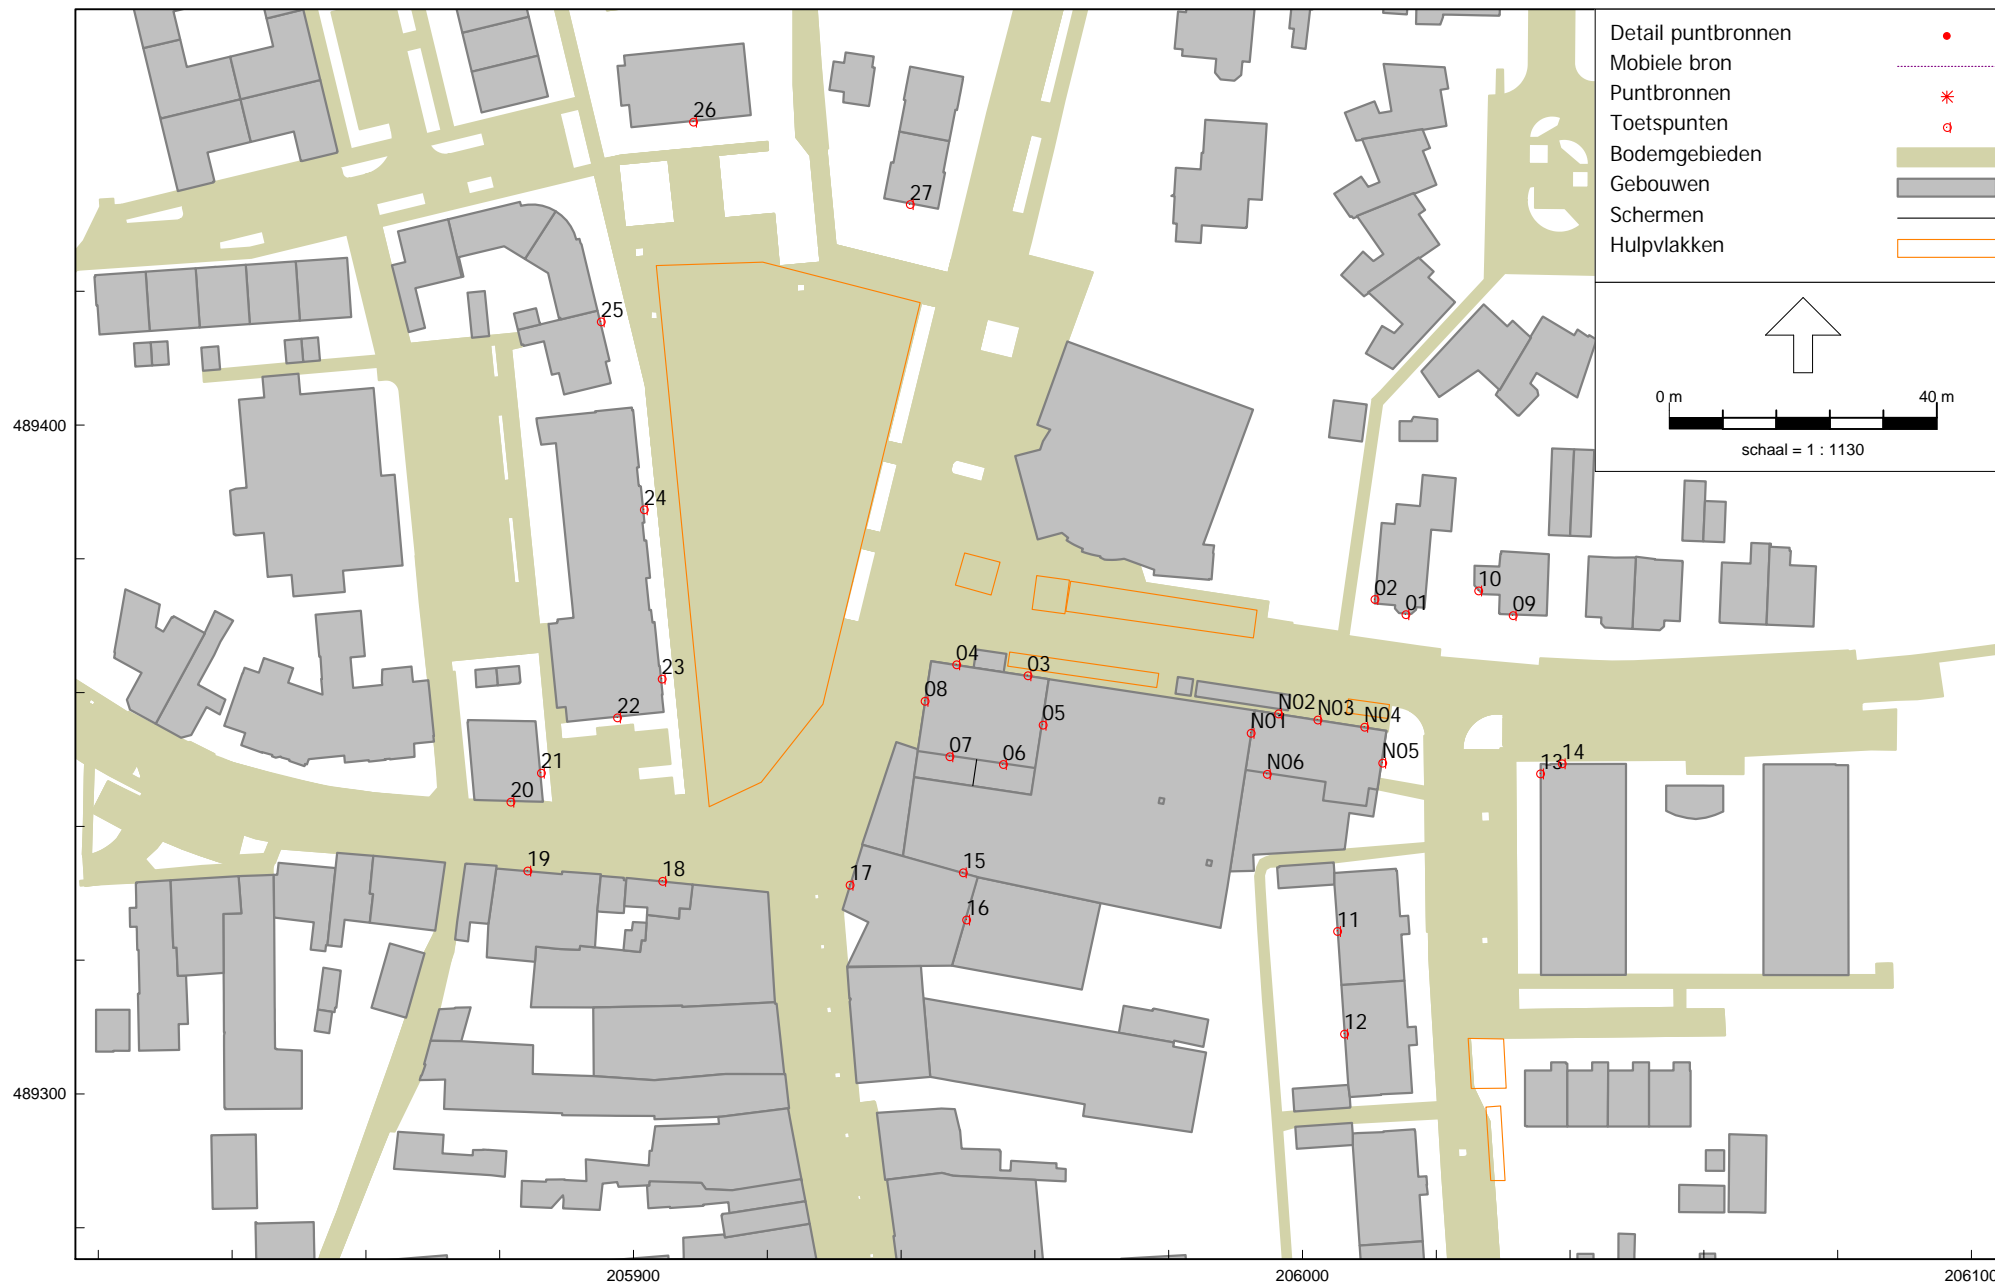 Detail puntbronnen
Mobiele bron
Puntbronnen
Toetspunten
Bodemgebieden
Gebouwen
Schermen
Hulpvlakken
0 m 40 m
schaal = 1 : 1130
26
27
25
489400
24
02
01
10
09
04
03
23
08
22
05
N02
N03
N04
N01
07
06
N05
N06
21
14
13
20
19
18
17
15
16
11
12
489300
205900
206000
206100